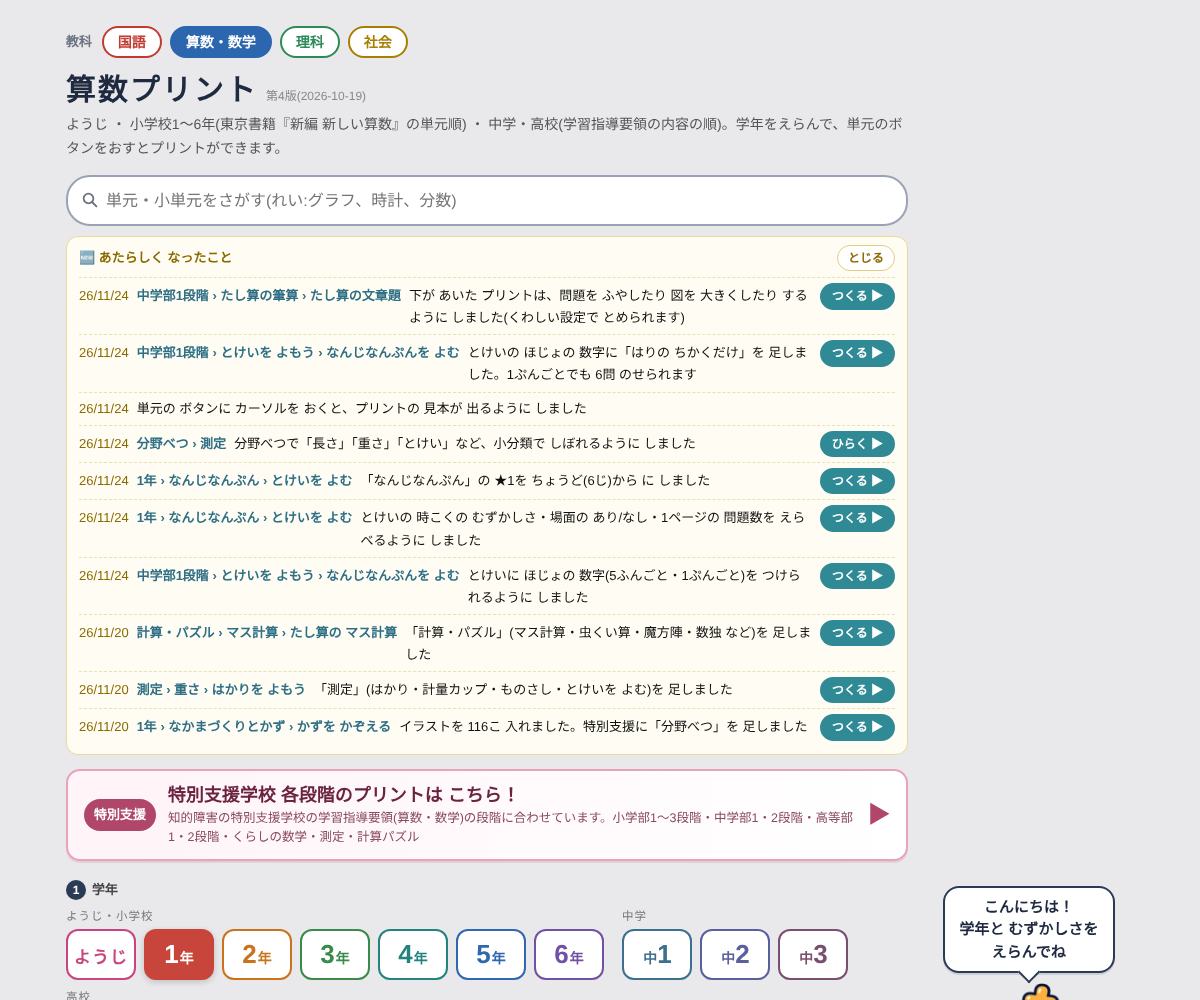 教科 国語 算数・数学 理科 社会
算数プリント 第4版(2026-10-19)
ようじ ・ 小学校1〜6年(東京書籍『新編 新しい算数』の単元順) ・ 中学・高校(学習指導要領の内容の順)。学年をえらんで、単元のボ
タンをおすとプリントができます。
単元・小単元をさがす(れい:グラフ、時計、分数)
🆕 あたらしく なったこと とじる
26/11/24 中学部1段階 › たし算の筆算 › たし算の文章題 下が あいた プリントは、問題を ふやしたり 図を 大きくしたり する つくる ▶
ように しました(くわしい設定で とめられます)
26/11/24 中学部1段階 › とけいを よもう › なんじなんぷんを よむ とけいの ほじょの 数字に「はりの ちかくだけ」を 足しま つくる ▶
した。1ぷんごとでも 6問 のせられます
26/11/24 単元の ボタンに カーソルを おくと、プリントの 見本が 出るように しました
26/11/24 分野べつ › 測定 分野べつで「長さ」「重さ」「とけい」など、小分類で しぼれるように しました ひらく ▶
26/11/24 1年 › なんじなんぷん › とけいを よむ 「なんじなんぷん」の ★1を ちょうど(6じ)から に しました つくる ▶
26/11/24 1年 › なんじなんぷん › とけいを よむ とけいの 時こくの むずかしさ・場面の あり/なし・1ページの 問題数を えら つくる ▶
べるように しました
26/11/24 中学部1段階 › とけいを よもう › なんじなんぷんを よむ とけいに ほじょの 数字(5ふんごと・1ぷんごと)を つけら つくる ▶
れるように しました
26/11/20 計算・パズル › マス計算 › たし算の マス計算 「計算・パズル」(マス計算・虫くい算・魔方陣・数独 など)を 足しま つくる ▶
した
26/11/20 測定 › 重さ › はかりを よもう 「測定」(はかり・計量カップ・ものさし・とけいを よむ)を 足しました つくる ▶
26/11/20 1年 › なかまづくりとかず › かずを かぞえる イラストを 116こ 入れました。特別支援に「分野べつ」を 足しました つくる ▶
特別支援 特別支援学校 各段階のプリントは こちら！ ▶
知的障害の特別支援学校の学習指導要領(算数・数学)の段階に合わせています。小学部1〜3段階・中学部1・2段階・高等部
1・2段階・くらしの数学・測定・計算パズル
1 学年
ようじ・小学校 中学
ようじ 1年 2年 3年 4年 5年 6年 中1 中2 中3
高校
こんにちは！
学年と むずかしさを
えらんでね